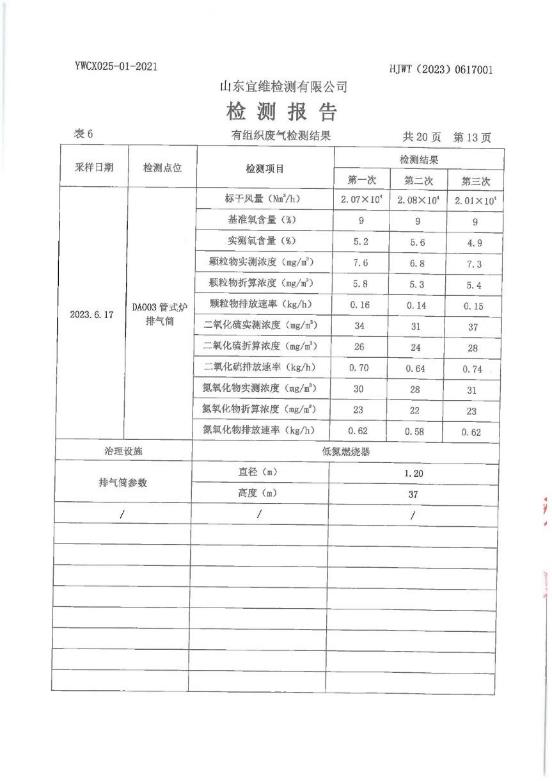 YWCX025-01-2021 HJWT（2023）0617001
山东宜维检测有限公司
检测报告
表 6 有组织废气检测结果 共 20 页 第 13 页
采样日期 检测点位 检测项目 检测结果
第一次 第二次 第三次
标干风量（Nm³/h） 2.07×10⁴ 2.08×10⁴ 2.01×10⁴
基准氧含量（%） 9 9 9
实测氧含量（%） 5.2 5.6 4.9
颗粒物实测浓度（mg/m³） 7.6 6.8 7.3
颗粒物折算浓度（mg/m³） 5.8 5.3 5.4
2023.6.17 DA003 管式炉排气筒 颗粒物排放速率（kg/h） 0.16 0.14 0.15
二氧化硫实测浓度（mg/m³） 34 31 37
二氧化硫折算浓度（mg/m³） 26 24 28
二氧化硫排放速率（kg/h） 0.70 0.64 0.74
氮氧化物实测浓度（mg/m³） 30 28 31
氮氧化物折算浓度（mg/m³） 23 22 23
氮氧化物排放速率（kg/h） 0.62 0.58 0.62
治理设施 低氮燃烧器
排气筒参数 直径（m） 1.20
高度（m） 37
/ / /